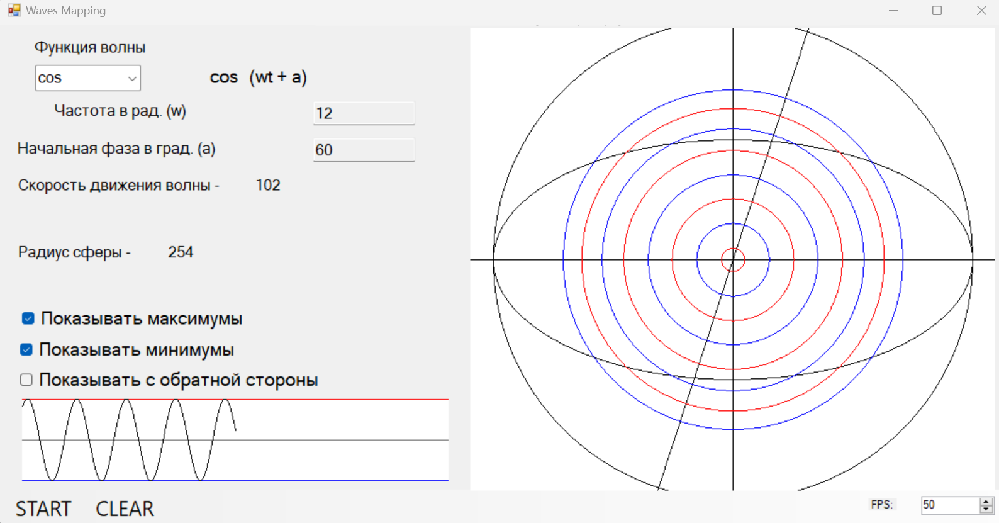 Waves Mapping
Функция волны
cos
cos (wt + a)
Частота в рад. (w)
12
Начальная фаза в град. (a)
60
Скорость движения волны - 102
Радиус сферы - 254
Показывать максимумы
Показывать минимумы
Показывать с обратной стороны
START CLEAR
FPS: 50